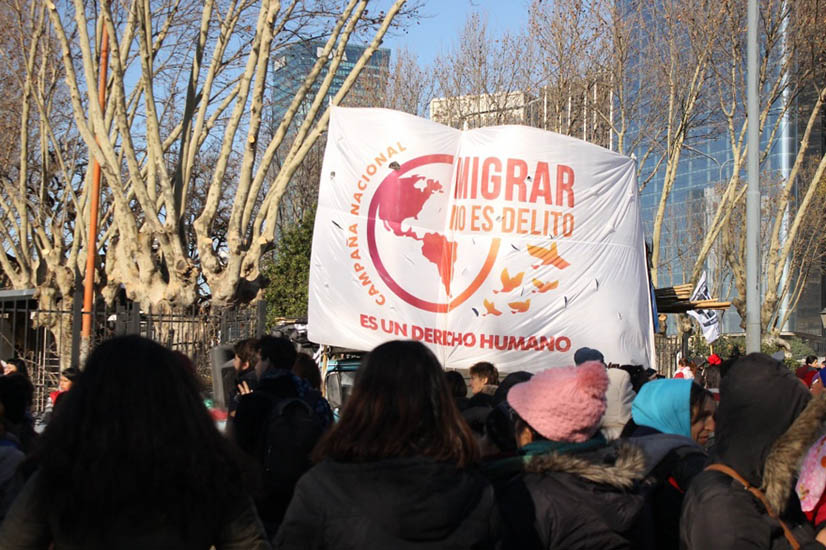 CAMPAÑA NACIONAL
MIGRAR
NO ES DELITO
ES UN DERECHO HUMANO